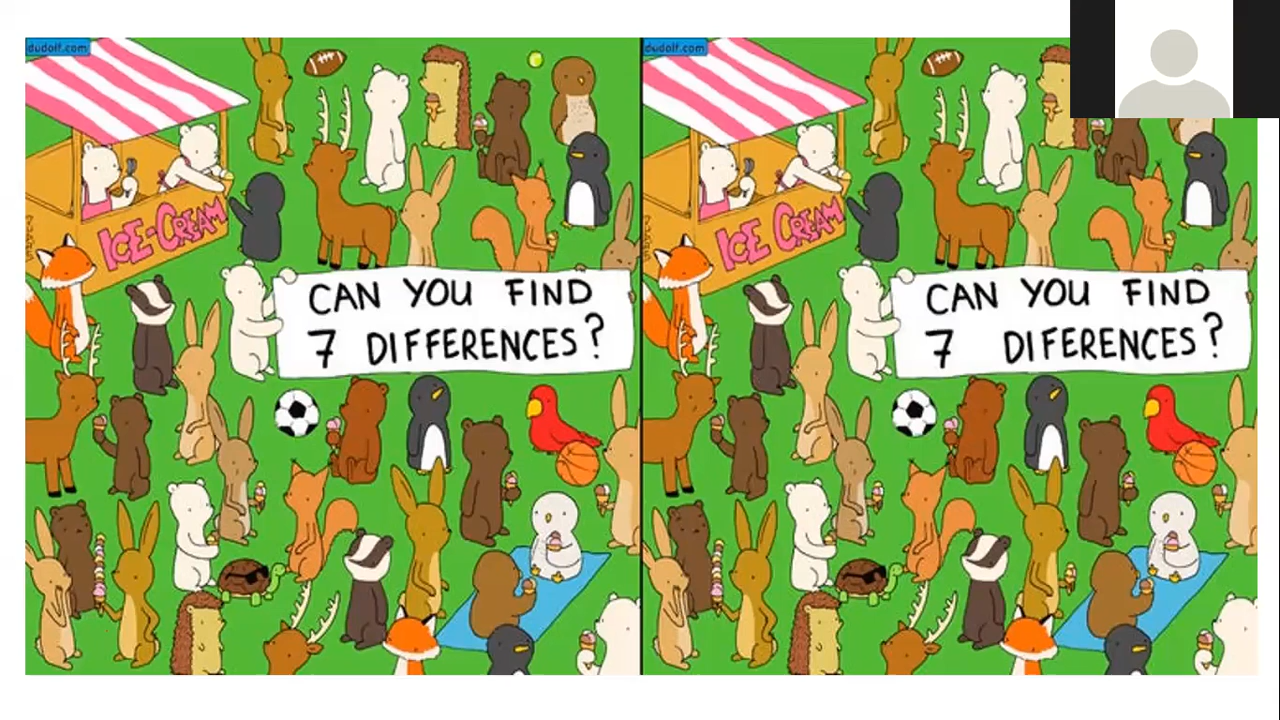 dudolf.com
ICE-CREAM
CAN YOU FIND
7 DIFFERENCES?
dudolf.com
ICE CREAM
CAN YOU FIND
7 DIFERENCES?